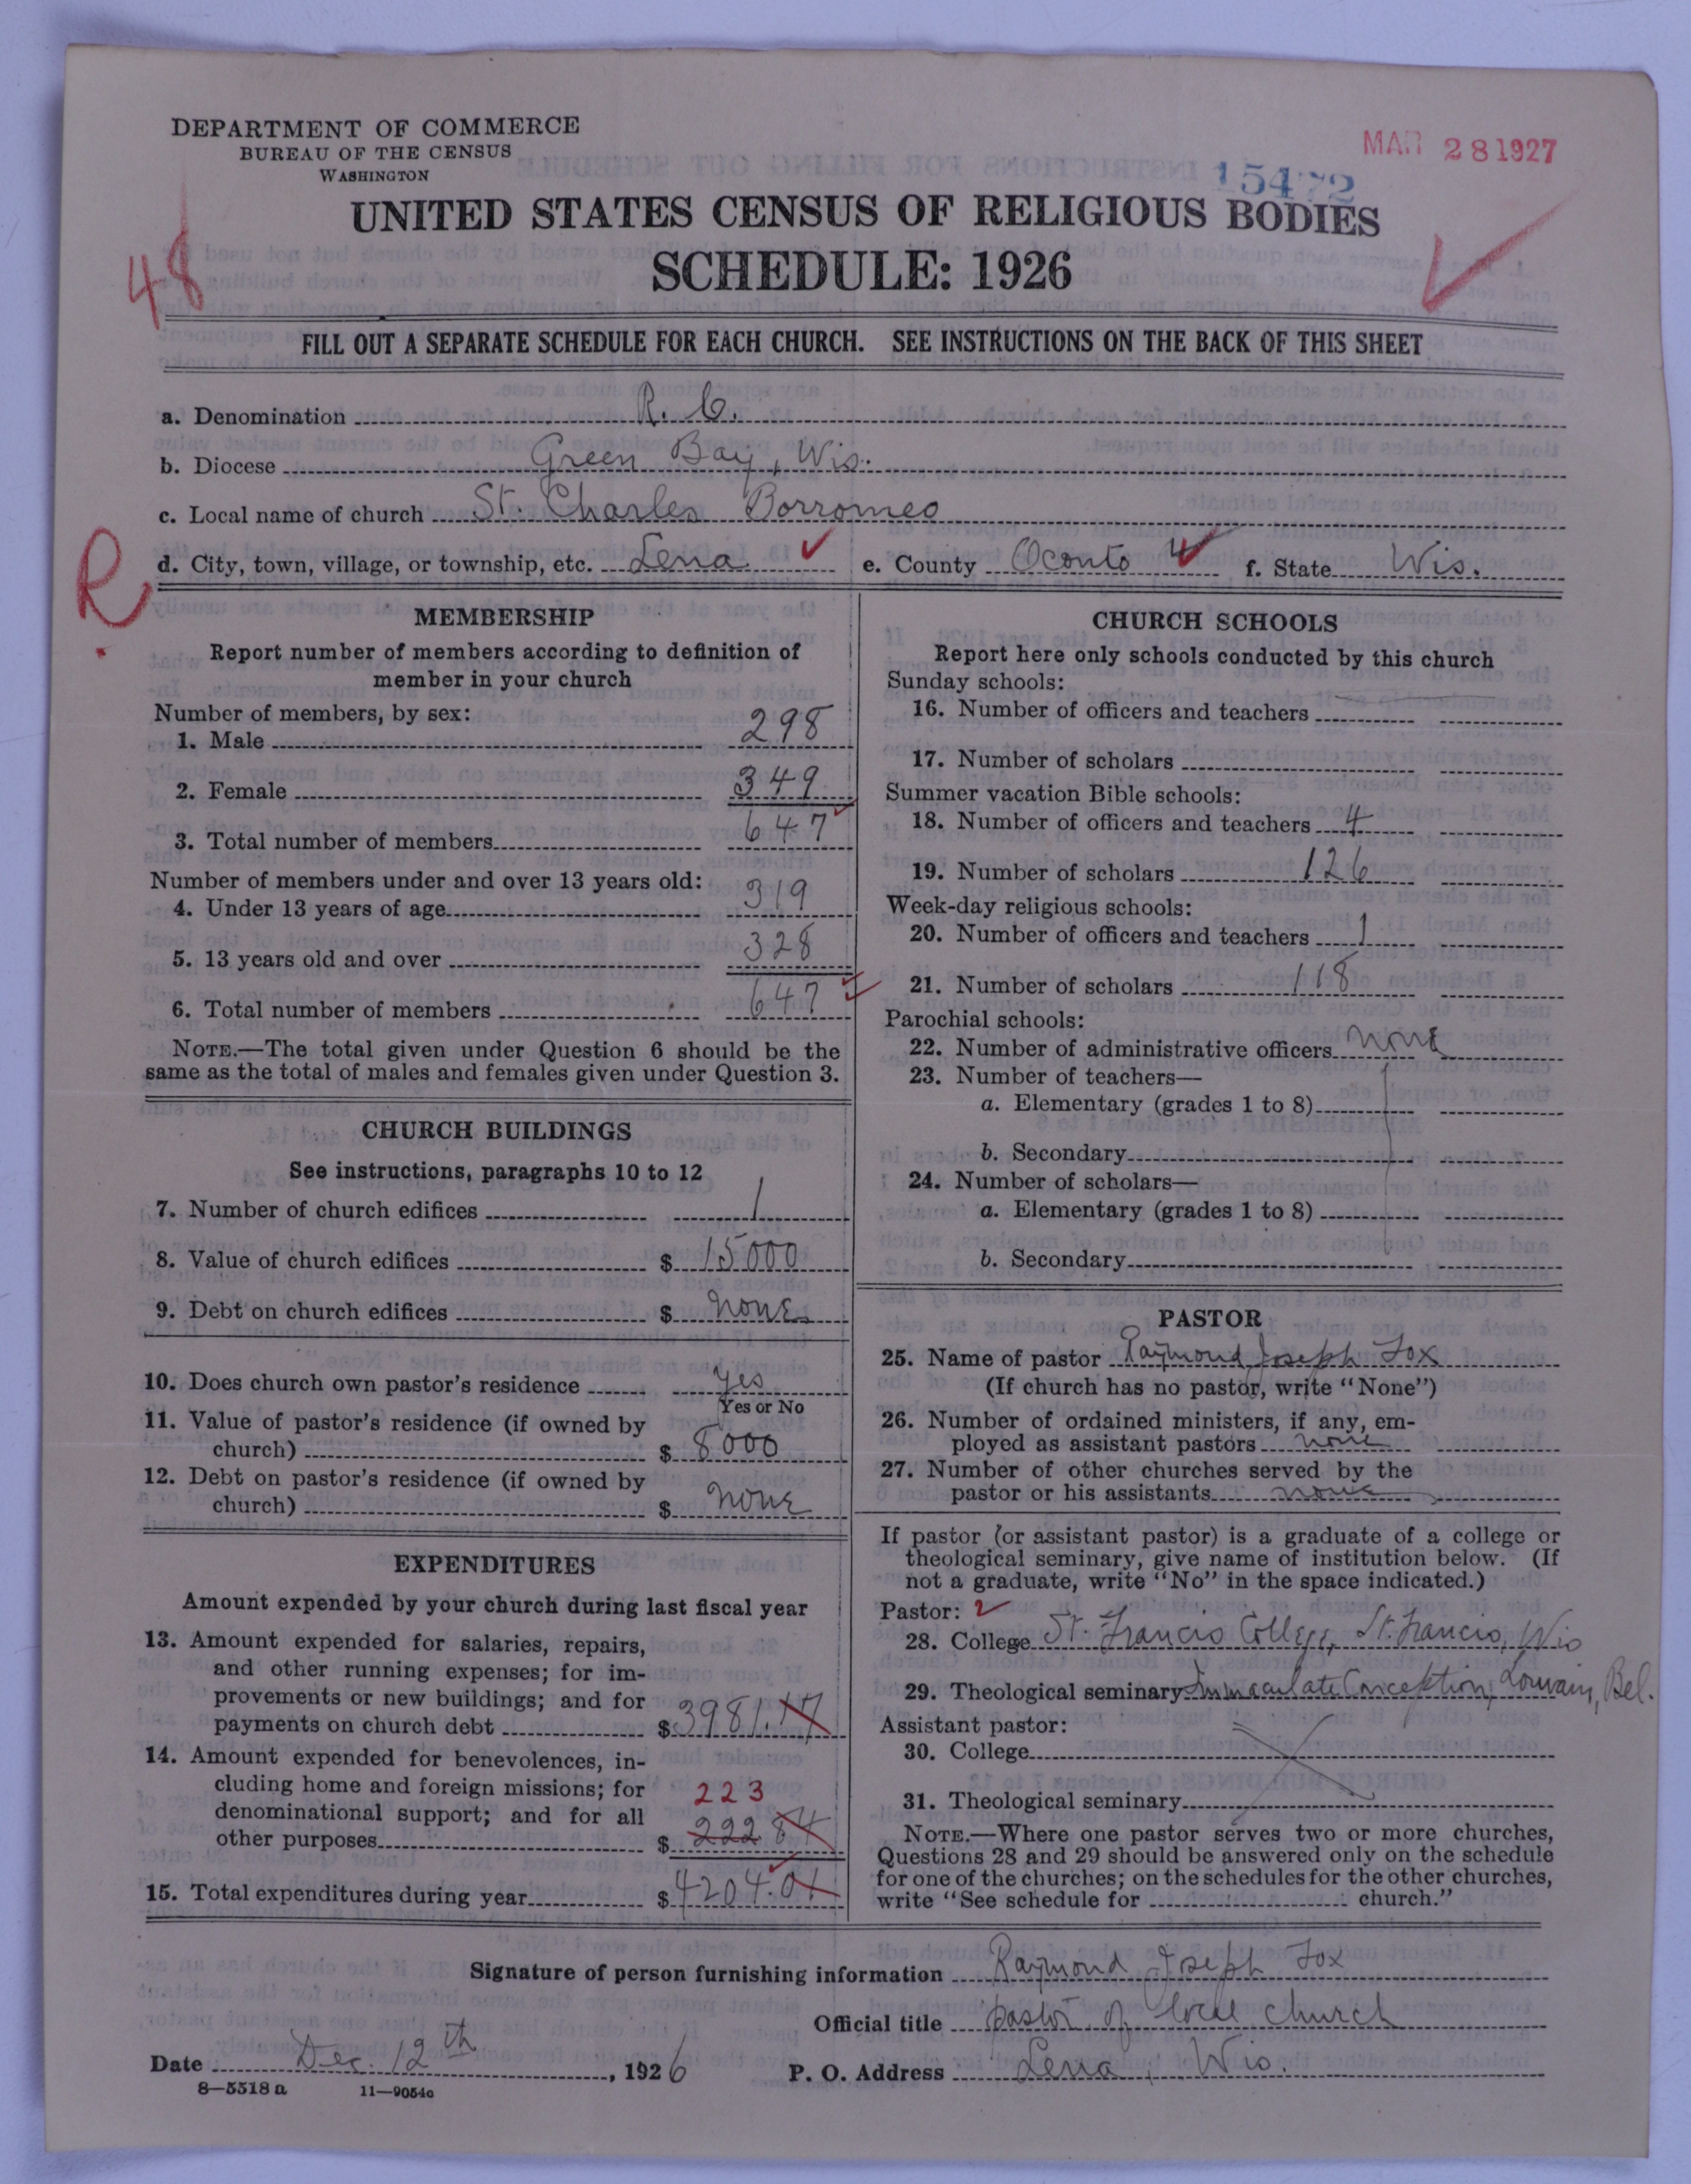 DEPARTMENT OF COMMERCE
BUREAU OF THE CENSUS
WASHINGTON
MAR 28 1927
15472
UNITED STATES CENSUS OF RELIGIOUS BODIES
SCHEDULE: 1926
48
FILL OUT A SEPARATE SCHEDULE FOR EACH CHURCH. SEE INSTRUCTIONS ON THE BACK OF THIS SHEET
a. Denomination R. C.
b. Diocese Green Bay, Wis.
c. Local name of church St. Charles Borromeo
R
d. City, town, village, or township, etc. Lena e. County Oconto f. State Wis.
MEMBERSHIP
Report number of members according to definition of
member in your church
Number of members, by sex:
1. Male 298
2. Female 349
3. Total number of members 647
Number of members under and over 13 years old:
4. Under 13 years of age 319
5. 13 years old and over 328
6. Total number of members 647
NOTE.—The total given under Question 6 should be the
same as the total of males and females given under Question 3.
CHURCH BUILDINGS
See instructions, paragraphs 10 to 12
7. Number of church edifices 1
8. Value of church edifices $ 15000
9. Debt on church edifices $ none
10. Does church own pastor's residence yes
Yes or No
11. Value of pastor's residence (if owned by
church) $ 8000
12. Debt on pastor's residence (if owned by
church) $ none
EXPENDITURES
Amount expended by your church during last fiscal year
13. Amount expended for salaries, repairs,
and other running expenses; for im-
provements or new buildings; and for
payments on church debt $ 3981.17
14. Amount expended for benevolences, in-
cluding home and foreign missions; for 223
denominational support; and for all
other purposes $ 222 84
15. Total expenditures during year $ 4204.01
CHURCH SCHOOLS
Report here only schools conducted by this church
Sunday schools:
16. Number of officers and teachers
17. Number of scholars
Summer vacation Bible schools:
18. Number of officers and teachers 4
19. Number of scholars 126
Week-day religious schools:
20. Number of officers and teachers 1
21. Number of scholars 118
Parochial schools:
22. Number of administrative officers none
23. Number of teachers—
a. Elementary (grades 1 to 8)
b. Secondary
24. Number of scholars—
a. Elementary (grades 1 to 8)
b. Secondary
PASTOR
25. Name of pastor Raymond Joseph Fox
(If church has no pastor, write "None")
26. Number of ordained ministers, if any, em-
ployed as assistant pastors none
27. Number of other churches served by the
pastor or his assistants none
If pastor (or assistant pastor) is a graduate of a college or
theological seminary, give name of institution below. (If
not a graduate, write "No" in the space indicated.)
Pastor: 2
28. College St. Francis College, St. Francis, Wis
29. Theological seminary Immaculate Conception, Louvain, Bel.
Assistant pastor:
30. College
31. Theological seminary
NOTE.—Where one pastor serves two or more churches,
Questions 28 and 29 should be answered only on the schedule
for one of the churches; on the schedules for the other churches,
write "See schedule for church."
Signature of person furnishing information Raymond Joseph Fox
Official title pastor of local church
Date Dec. 12th, 1926 P. O. Address Lena, Wis.
8—5518 a 11—9054a